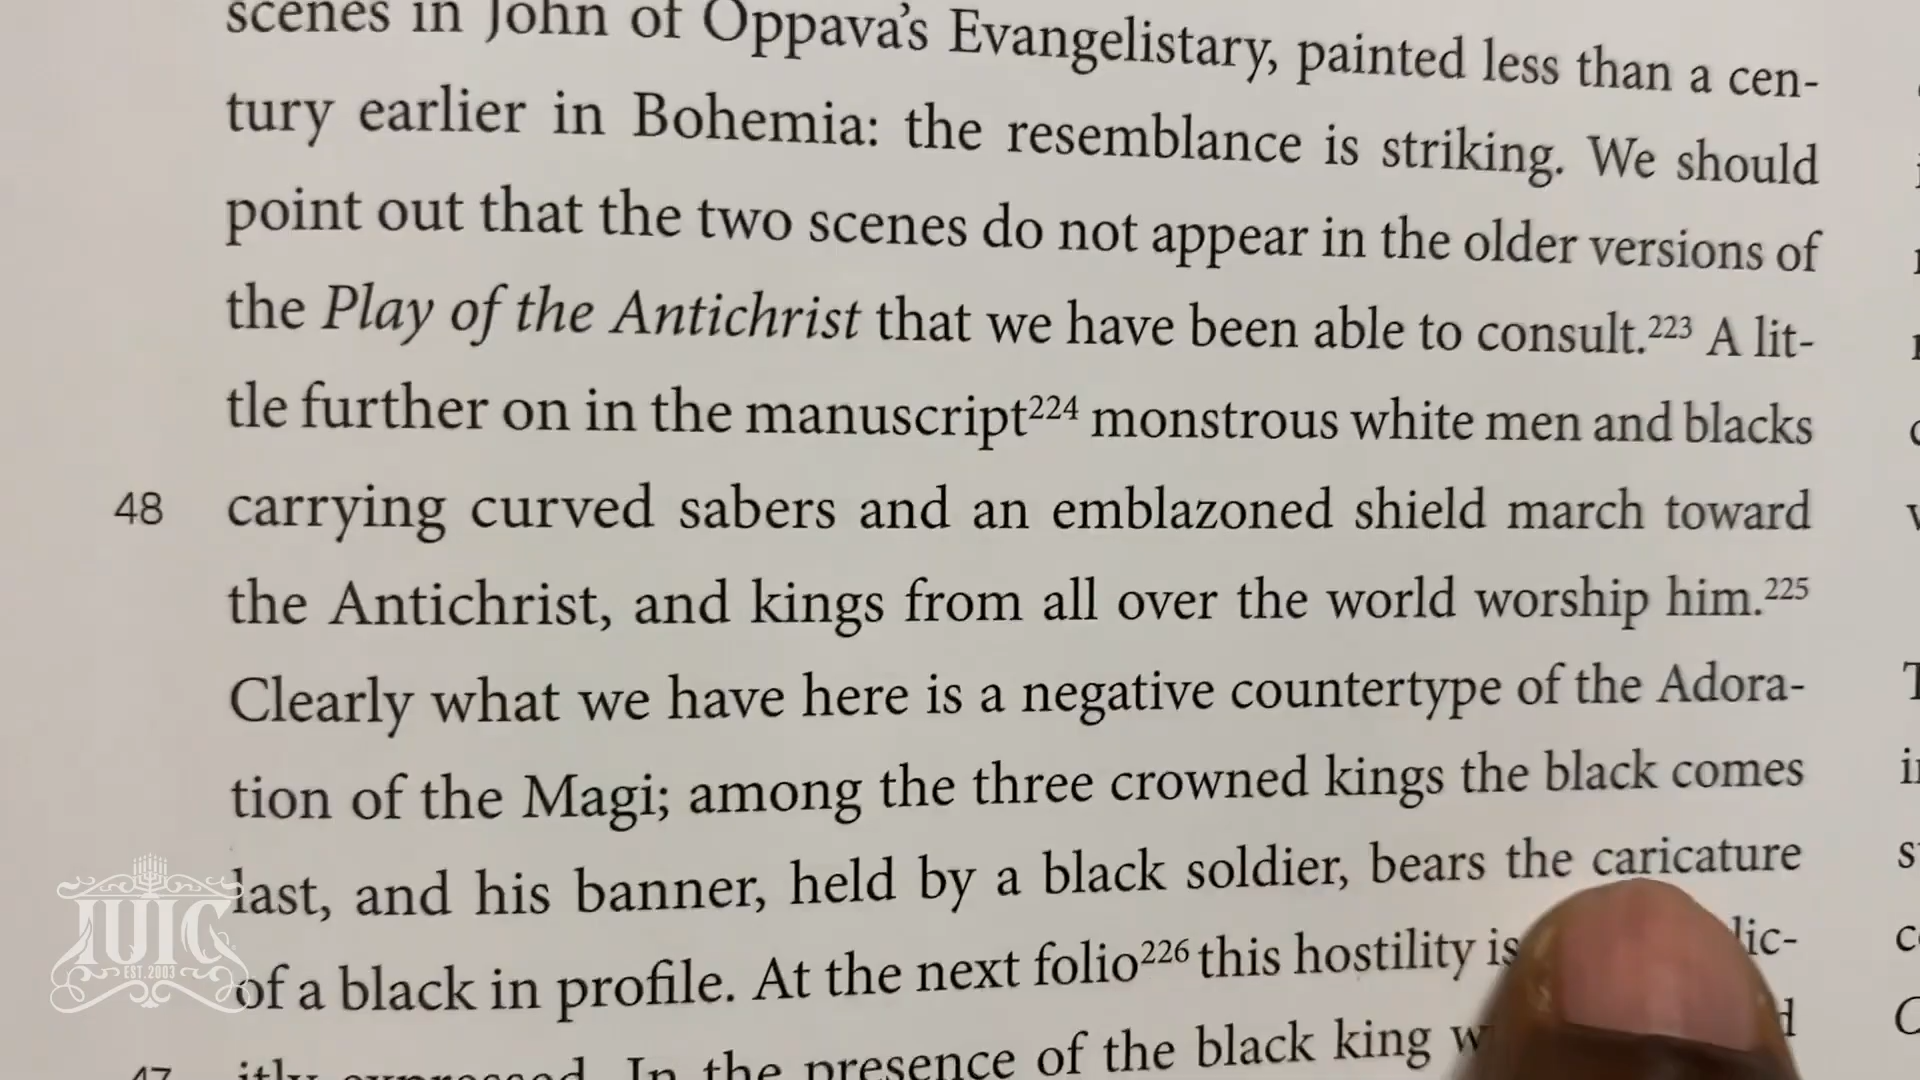 scenes in John of Oppava's Evangelistary, painted less than a cen-
tury earlier in Bohemia: the resemblance is striking. We should
point out that the two scenes do not appear in the older versions of
the Play of the Antichrist that we have been able to consult.223 A lit-
tle further on in the manuscript224 monstrous white men and blacks
48 carrying curved sabers and an emblazoned shield march toward
the Antichrist, and kings from all over the world worship him.225
Clearly what we have here is a negative countertype of the Adora-
tion of the Magi; among the three crowned kings the black comes
last, and his banner, held by a black soldier, bears the caricature
of a black in profile. At the next folio226 this hostility is lic-
47 itly expressed. In the presence of the black king
IUIC
EST. 2003